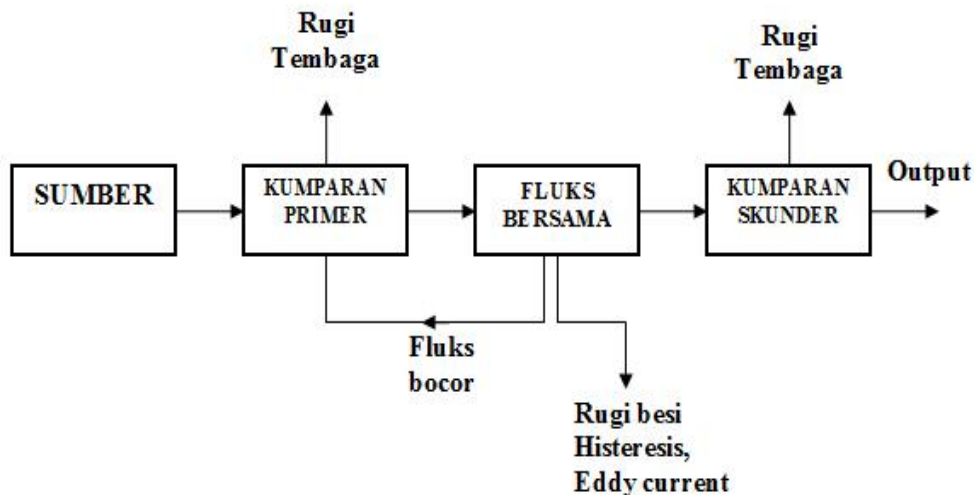 Rugi
Tembaga
Rugi
Tembaga
SUMBER
KUMPARAN
PRIMER
FLUKS
BERSAMA
KUMPARAN
SKUNDER
Output
Fluks
bocor
Rugi besi
Histeresis,
Eddy current